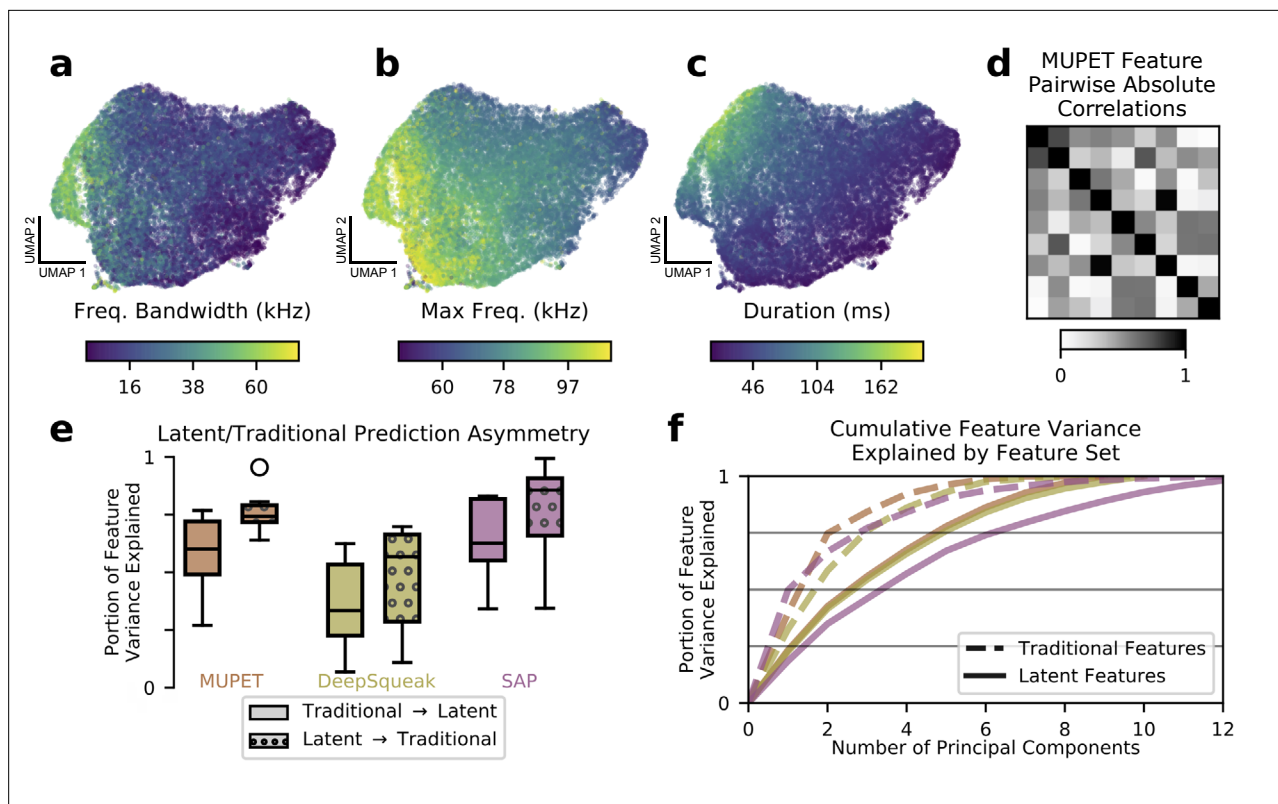 a
UMAP 2
UMAP 1
Freq. Bandwidth (kHz)
16 38 60
b
UMAP 2
UMAP 1
Max Freq. (kHz)
60 78 97
c
UMAP 2
UMAP 1
Duration (ms)
46 104 162
d
MUPET Feature
Pairwise Absolute
Correlations
0 1
e
Latent/Traditional Prediction Asymmetry
Portion of Feature
Variance Explained
1
0
MUPET DeepSqueak SAP
Traditional → Latent
Latent → Traditional
f
Cumulative Feature Variance
Explained by Feature Set
Portion of Feature
Variance Explained
1
0
Traditional Features
Latent Features
0 2 4 6 8 10 12
Number of Principal Components